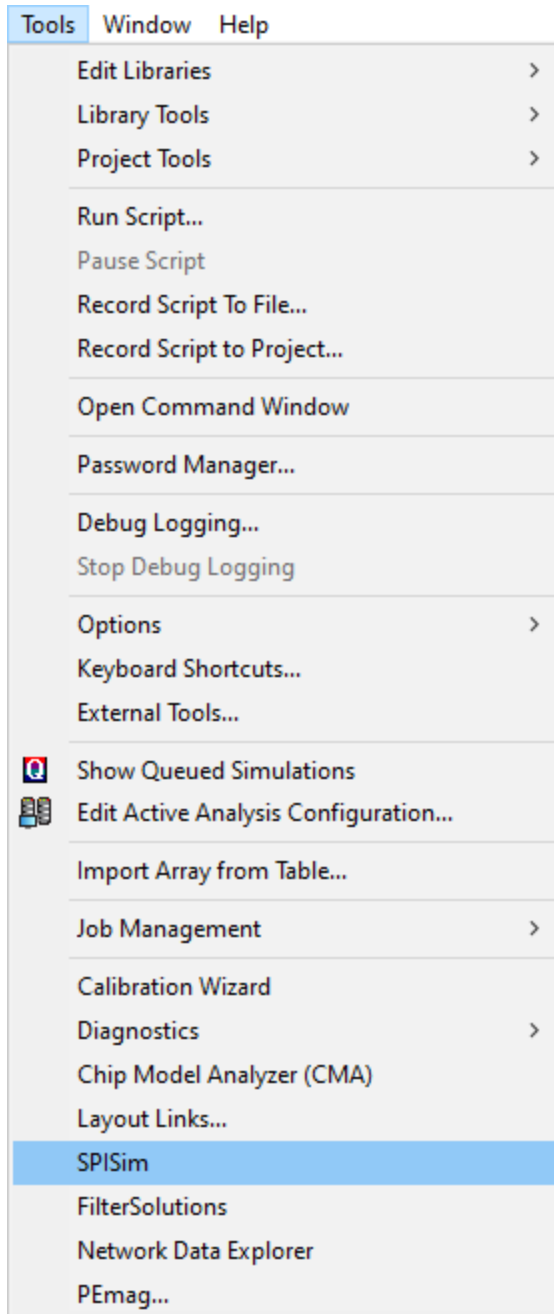 Tools Window Help
Edit Libraries
Library Tools
Project Tools
Run Script...
Pause Script
Record Script To File...
Record Script to Project...
Open Command Window
Password Manager...
Debug Logging...
Stop Debug Logging
Options
Keyboard Shortcuts...
External Tools...
Q Show Queued Simulations
Edit Active Analysis Configuration...
Import Array from Table...
Job Management
Calibration Wizard
Diagnostics
Chip Model Analyzer (CMA)
Layout Links...
SPISim
FilterSolutions
Network Data Explorer
PEmag...